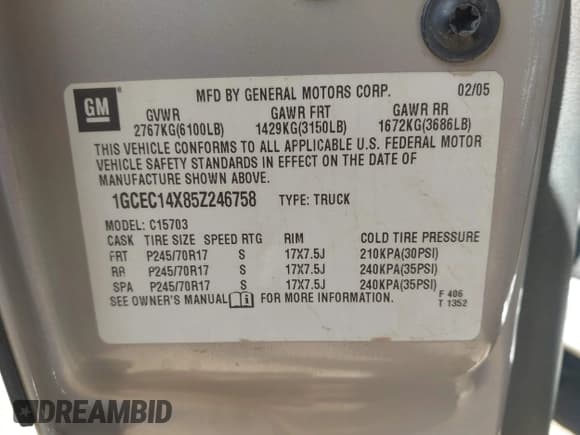 GM
MFD BY GENERAL MOTORS CORP. 02/05
GVWR GAWR FRT GAWR RR
2767KG(6100LB) 1429KG(3150LB) 1672KG(3686LB)
THIS VEHICLE CONFORMS TO ALL APPLICABLE U.S. FEDERAL MOTOR
VEHICLE SAFETY STANDARDS IN EFFECT ON THE DATE OF
MANUFACTURE SHOWN ABOVE.
1GCEC14X85Z246758 TYPE: TRUCK
MODEL: C15703
CASK TIRE SIZE SPEED RTG RIM COLD TIRE PRESSURE
FRT P245/70R17 S 17X7.5J 210KPA(30PSI)
RR P245/70R17 S 17X7.5J 240KPA(35PSI)
SPA P245/70R17 S 17X7.5J 240KPA(35PSI)
SEE OWNER'S MANUAL FOR MORE INFORMATION.
F 406
T 1352
DREAMBID